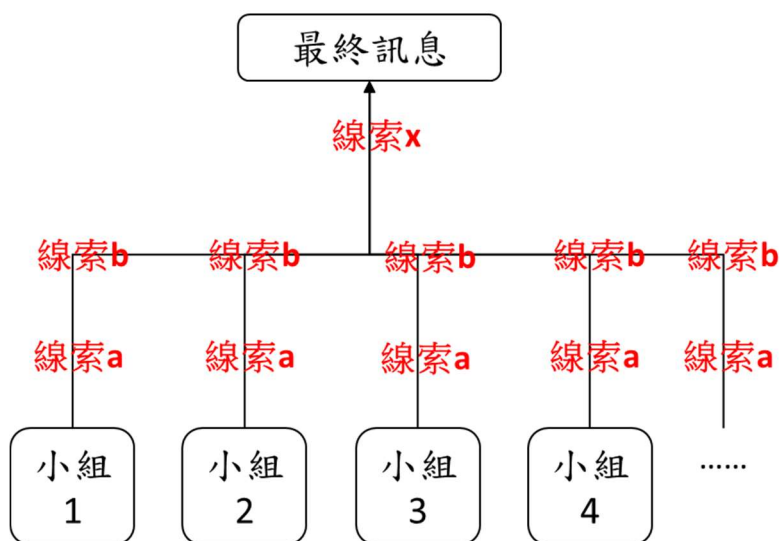 最終訊息
線索x
線索b 線索b 線索b 線索b 線索b
線索a 線索a 線索a 線索a 線索a
小組 小組 小組 小組 ……
1 2 3 4